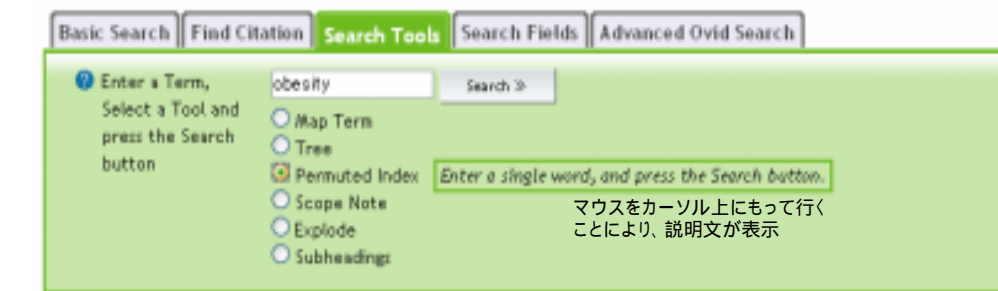 Basic Search Find Citation Search Tools Search Fields Advanced Ovid Search
Enter a Term,
Select a Tool and
press the Search
button
obesity Search »
Map Term
Tree
Permuted Index Enter a single word, and press the Search button.
Scope Note
Explode
Subheadings
マウスをカーソル上にもって行く
ことにより、説明文が表示